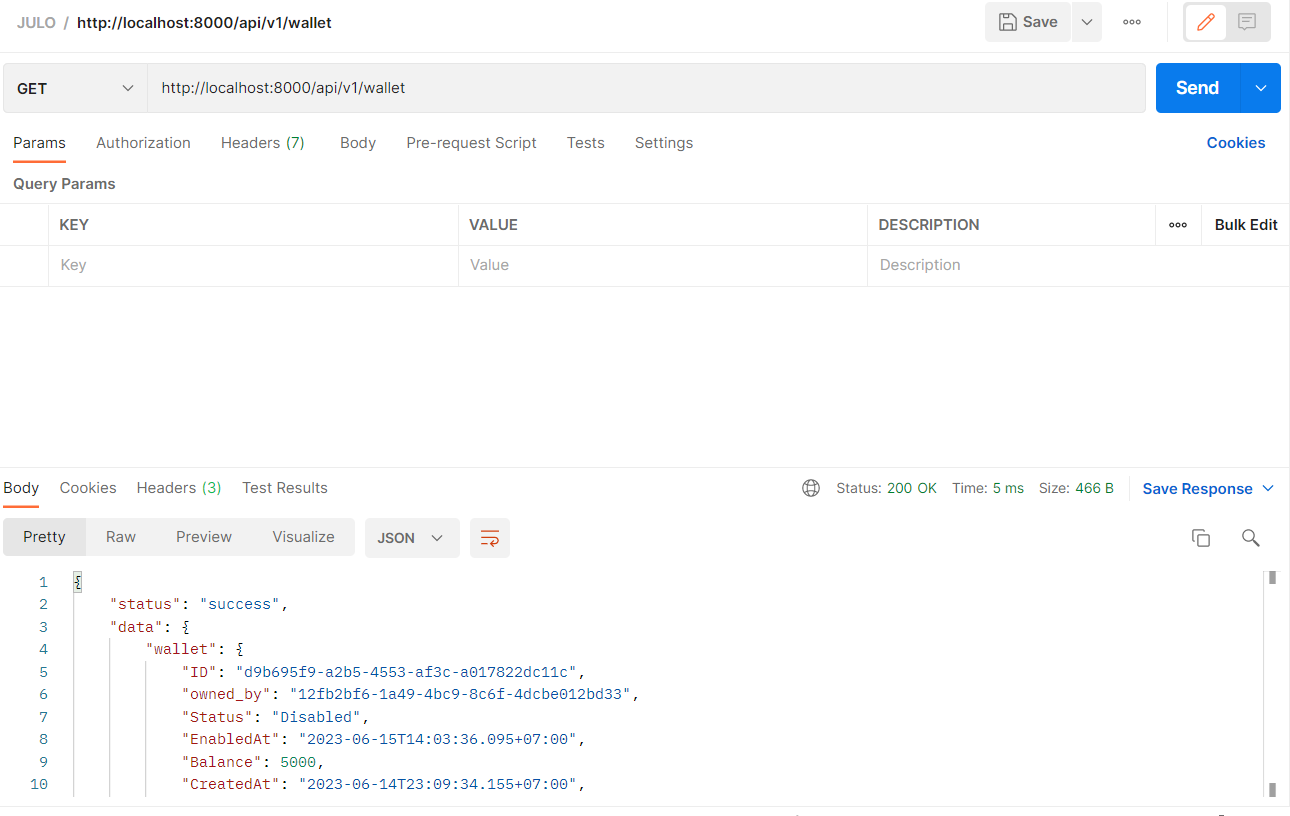 JULO / http://localhost:8000/api/v1/wallet Save
GET http://localhost:8000/api/v1/wallet Send
Params Authorization Headers (7) Body Pre-request Script Tests Settings Cookies
Query Params
KEY VALUE DESCRIPTION Bulk Edit
Key Value Description
Body Cookies Headers (3) Test Results Status: 200 OK Time: 5 ms Size: 466 B Save Response
Pretty Raw Preview Visualize JSON
1 {
2 "status": "success",
3 "data": {
4 "wallet": {
5 "ID": "d9b695f9-a2b5-4553-af3c-a017822dc11c",
6 "owned_by": "12fb2bf6-1a49-4bc9-8c6f-4dcbe012bd33",
7 "Status": "Disabled",
8 "EnabledAt": "2023-06-15T14:03:36.095+07:00",
9 "Balance": 5000,
10 "CreatedAt": "2023-06-14T23:09:34.155+07:00",